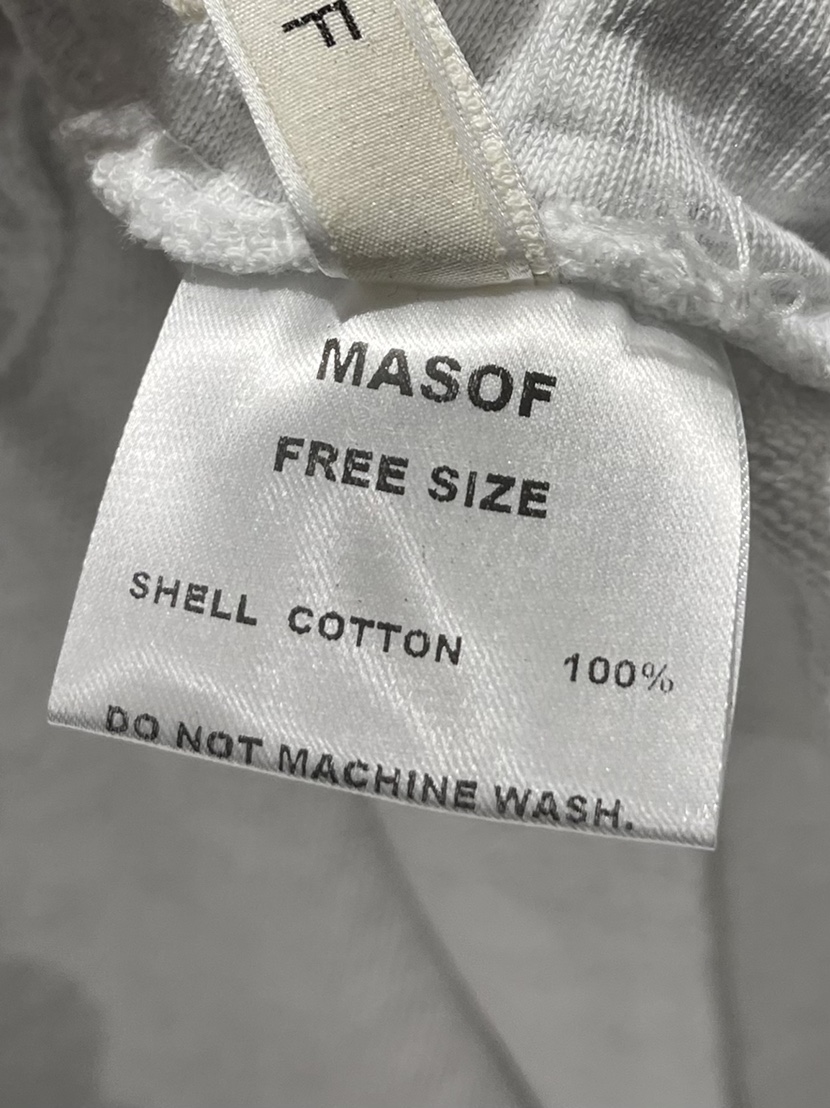 F
MASOF
FREE SIZE
SHELL COTTON 100%
DO NOT MACHINE WASH.